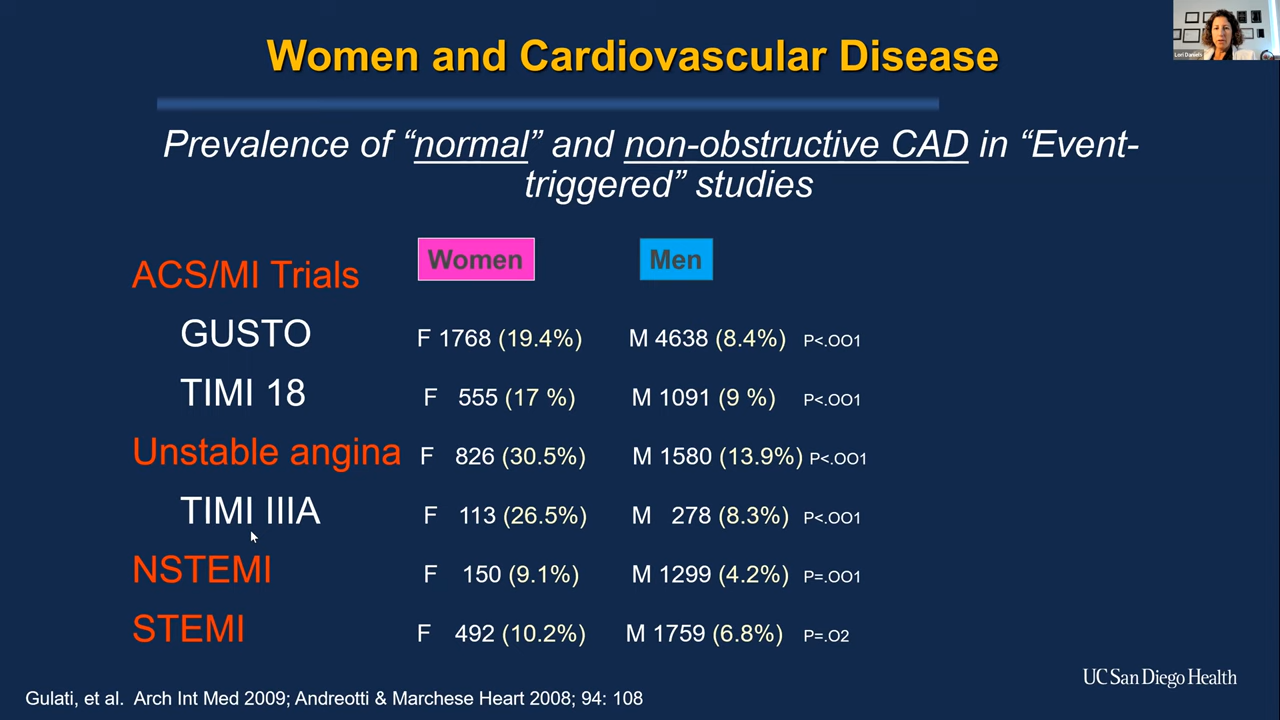 Women and Cardiovascular Disease
Lori Daniels
Prevalence of “normal” and non-obstructive CAD in “Event-
triggered” studies
Women Men
ACS/MI Trials
GUSTO F 1768 (19.4%) M 4638 (8.4%) P<.OO1
TIMI 18 F 555 (17 %) M 1091 (9 %) P<.OO1
Unstable angina F 826 (30.5%) M 1580 (13.9%) P<.OO1
TIMI IIIA F 113 (26.5%) M 278 (8.3%) P<.OO1
NSTEMI F 150 (9.1%) M 1299 (4.2%) P=.OO1
STEMI F 492 (10.2%) M 1759 (6.8%) P=.O2
UC San Diego Health
Gulati, et al. Arch Int Med 2009; Andreotti & Marchese Heart 2008; 94: 108